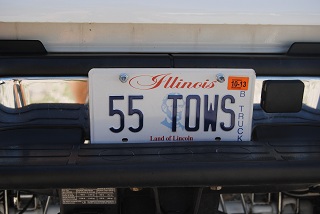 Illinois
10-13
55 TOWS
B TRUCK
Land of Lincoln